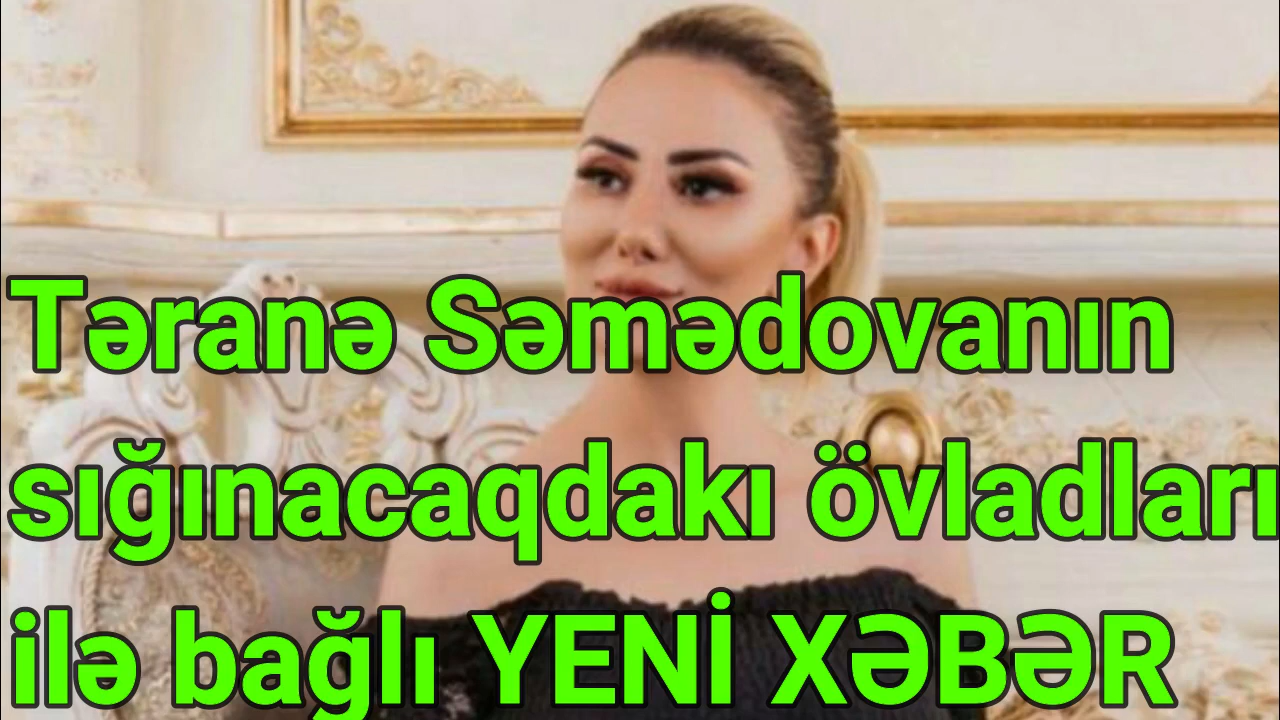 Təranə Səmədovanın
sığınacaqdakı övladları
ilə bağlı YENİ XƏBƏR